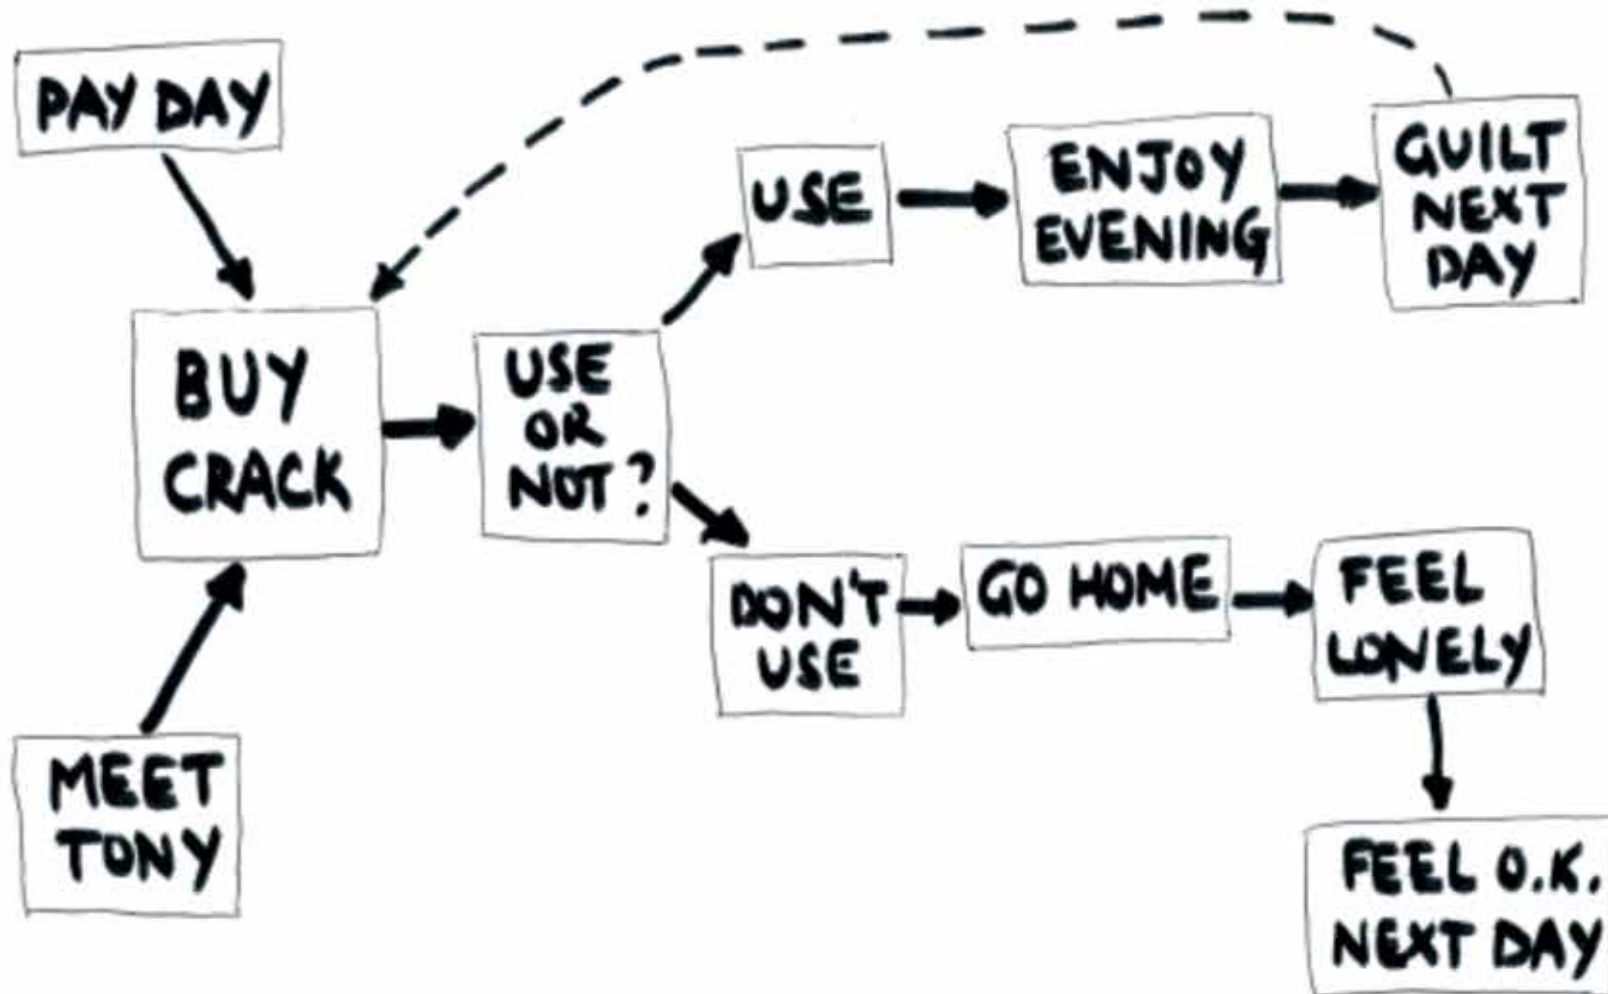 PAY DAY
BUY
CRACK
MEET
TONY
USE
OR
NOT?
USE
ENJOY
EVENING
GUILT
NEXT
DAY
DON'T
USE
GO HOME
FEEL
LONELY
FEEL O.K.
NEXT DAY